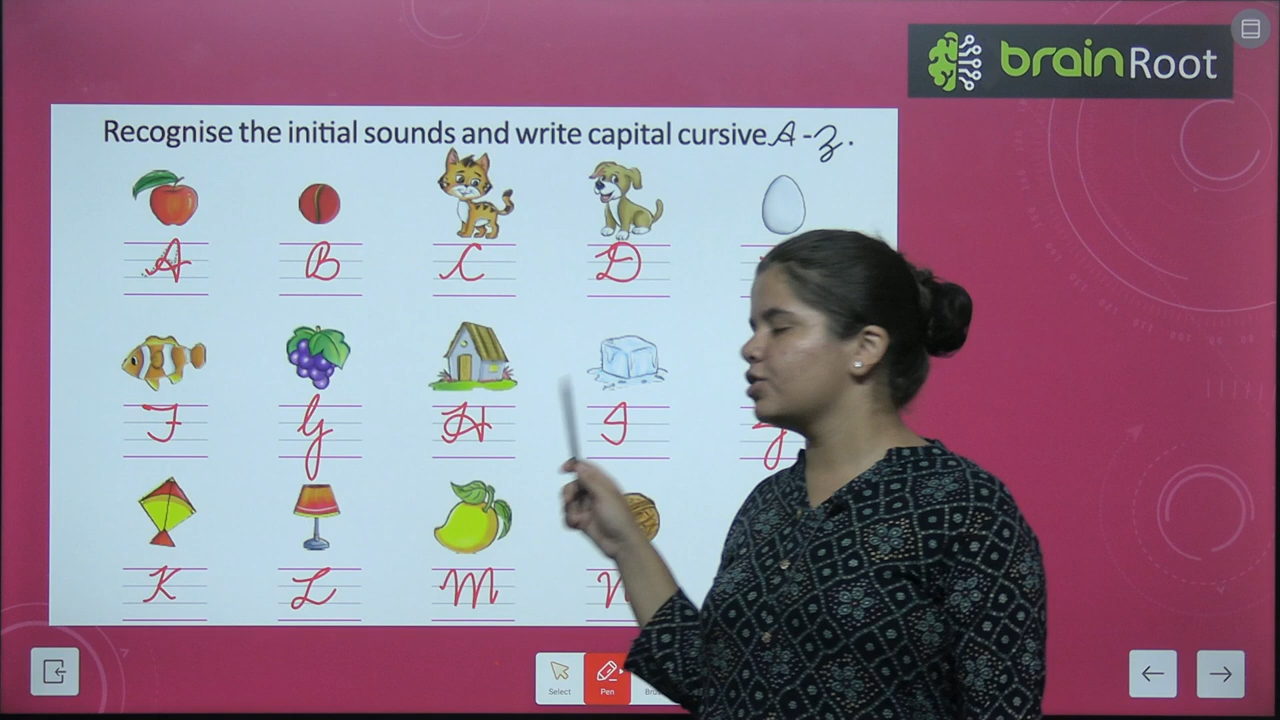 brainRoot
Recognise the initial sounds and write capital cursive A - Z.
A B C D
F G H I J
K L M N
Select Pen